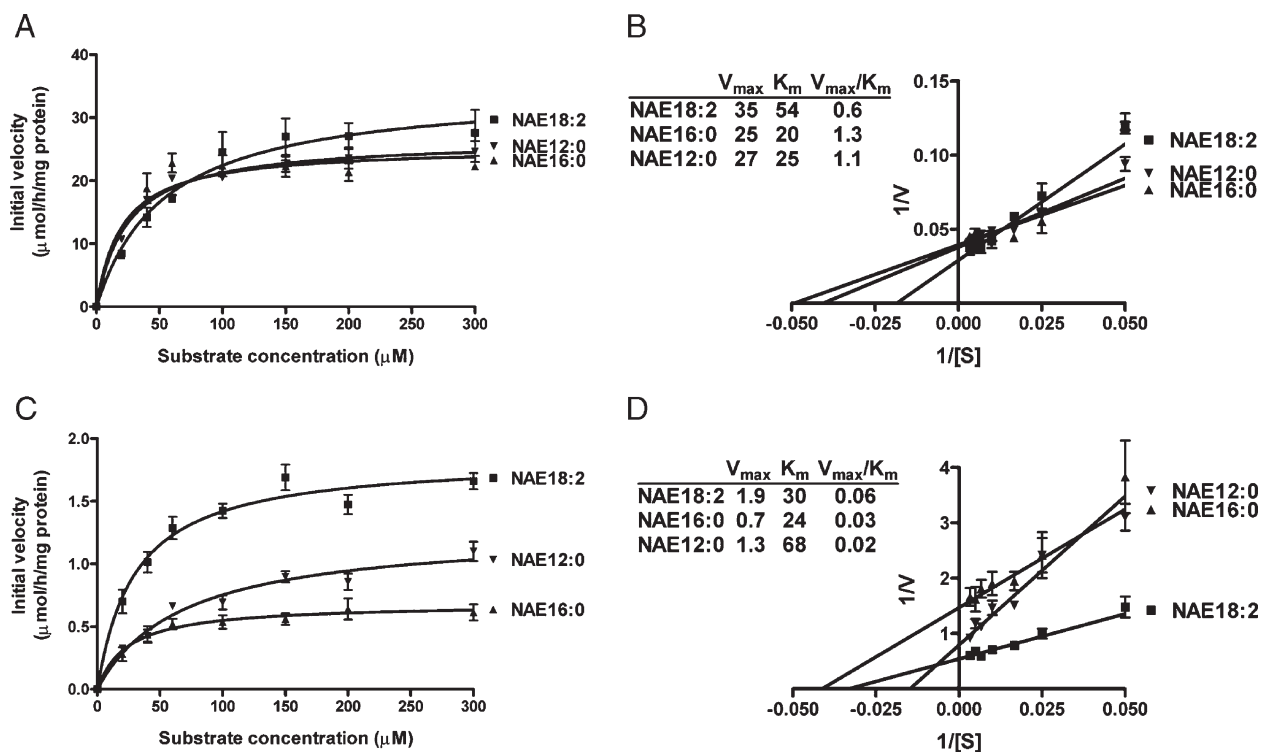 A
Initial velocity
(μmol/h/mg protein)
40
30
20
10
0
0 50 100 150 200 250 300
Substrate concentration (μM)
NAE18:2
NAE12:0
NAE16:0
B
Vmax Km Vmax/Km
NAE18:2 35 54 0.6
NAE16:0 25 20 1.3
NAE12:0 27 25 1.1
1/V
0.15
0.10
0.05
-0.050 -0.025 0.000 0.025 0.050
1/[S]
NAE18:2
NAE12:0
NAE16:0
C
Initial velocity
(μmol/h/mg protein)
2.0
1.5
1.0
0.5
0.0
0 50 100 150 200 250 300
Substrate concentration (μM)
NAE18:2
NAE12:0
NAE16:0
D
Vmax Km Vmax/Km
NAE18:2 1.9 30 0.06
NAE16:0 0.7 24 0.03
NAE12:0 1.3 68 0.02
1/V
4
3
2
1
-0.050 -0.025 0.000 0.025 0.050
1/[S]
NAE12:0
NAE16:0
NAE18:2